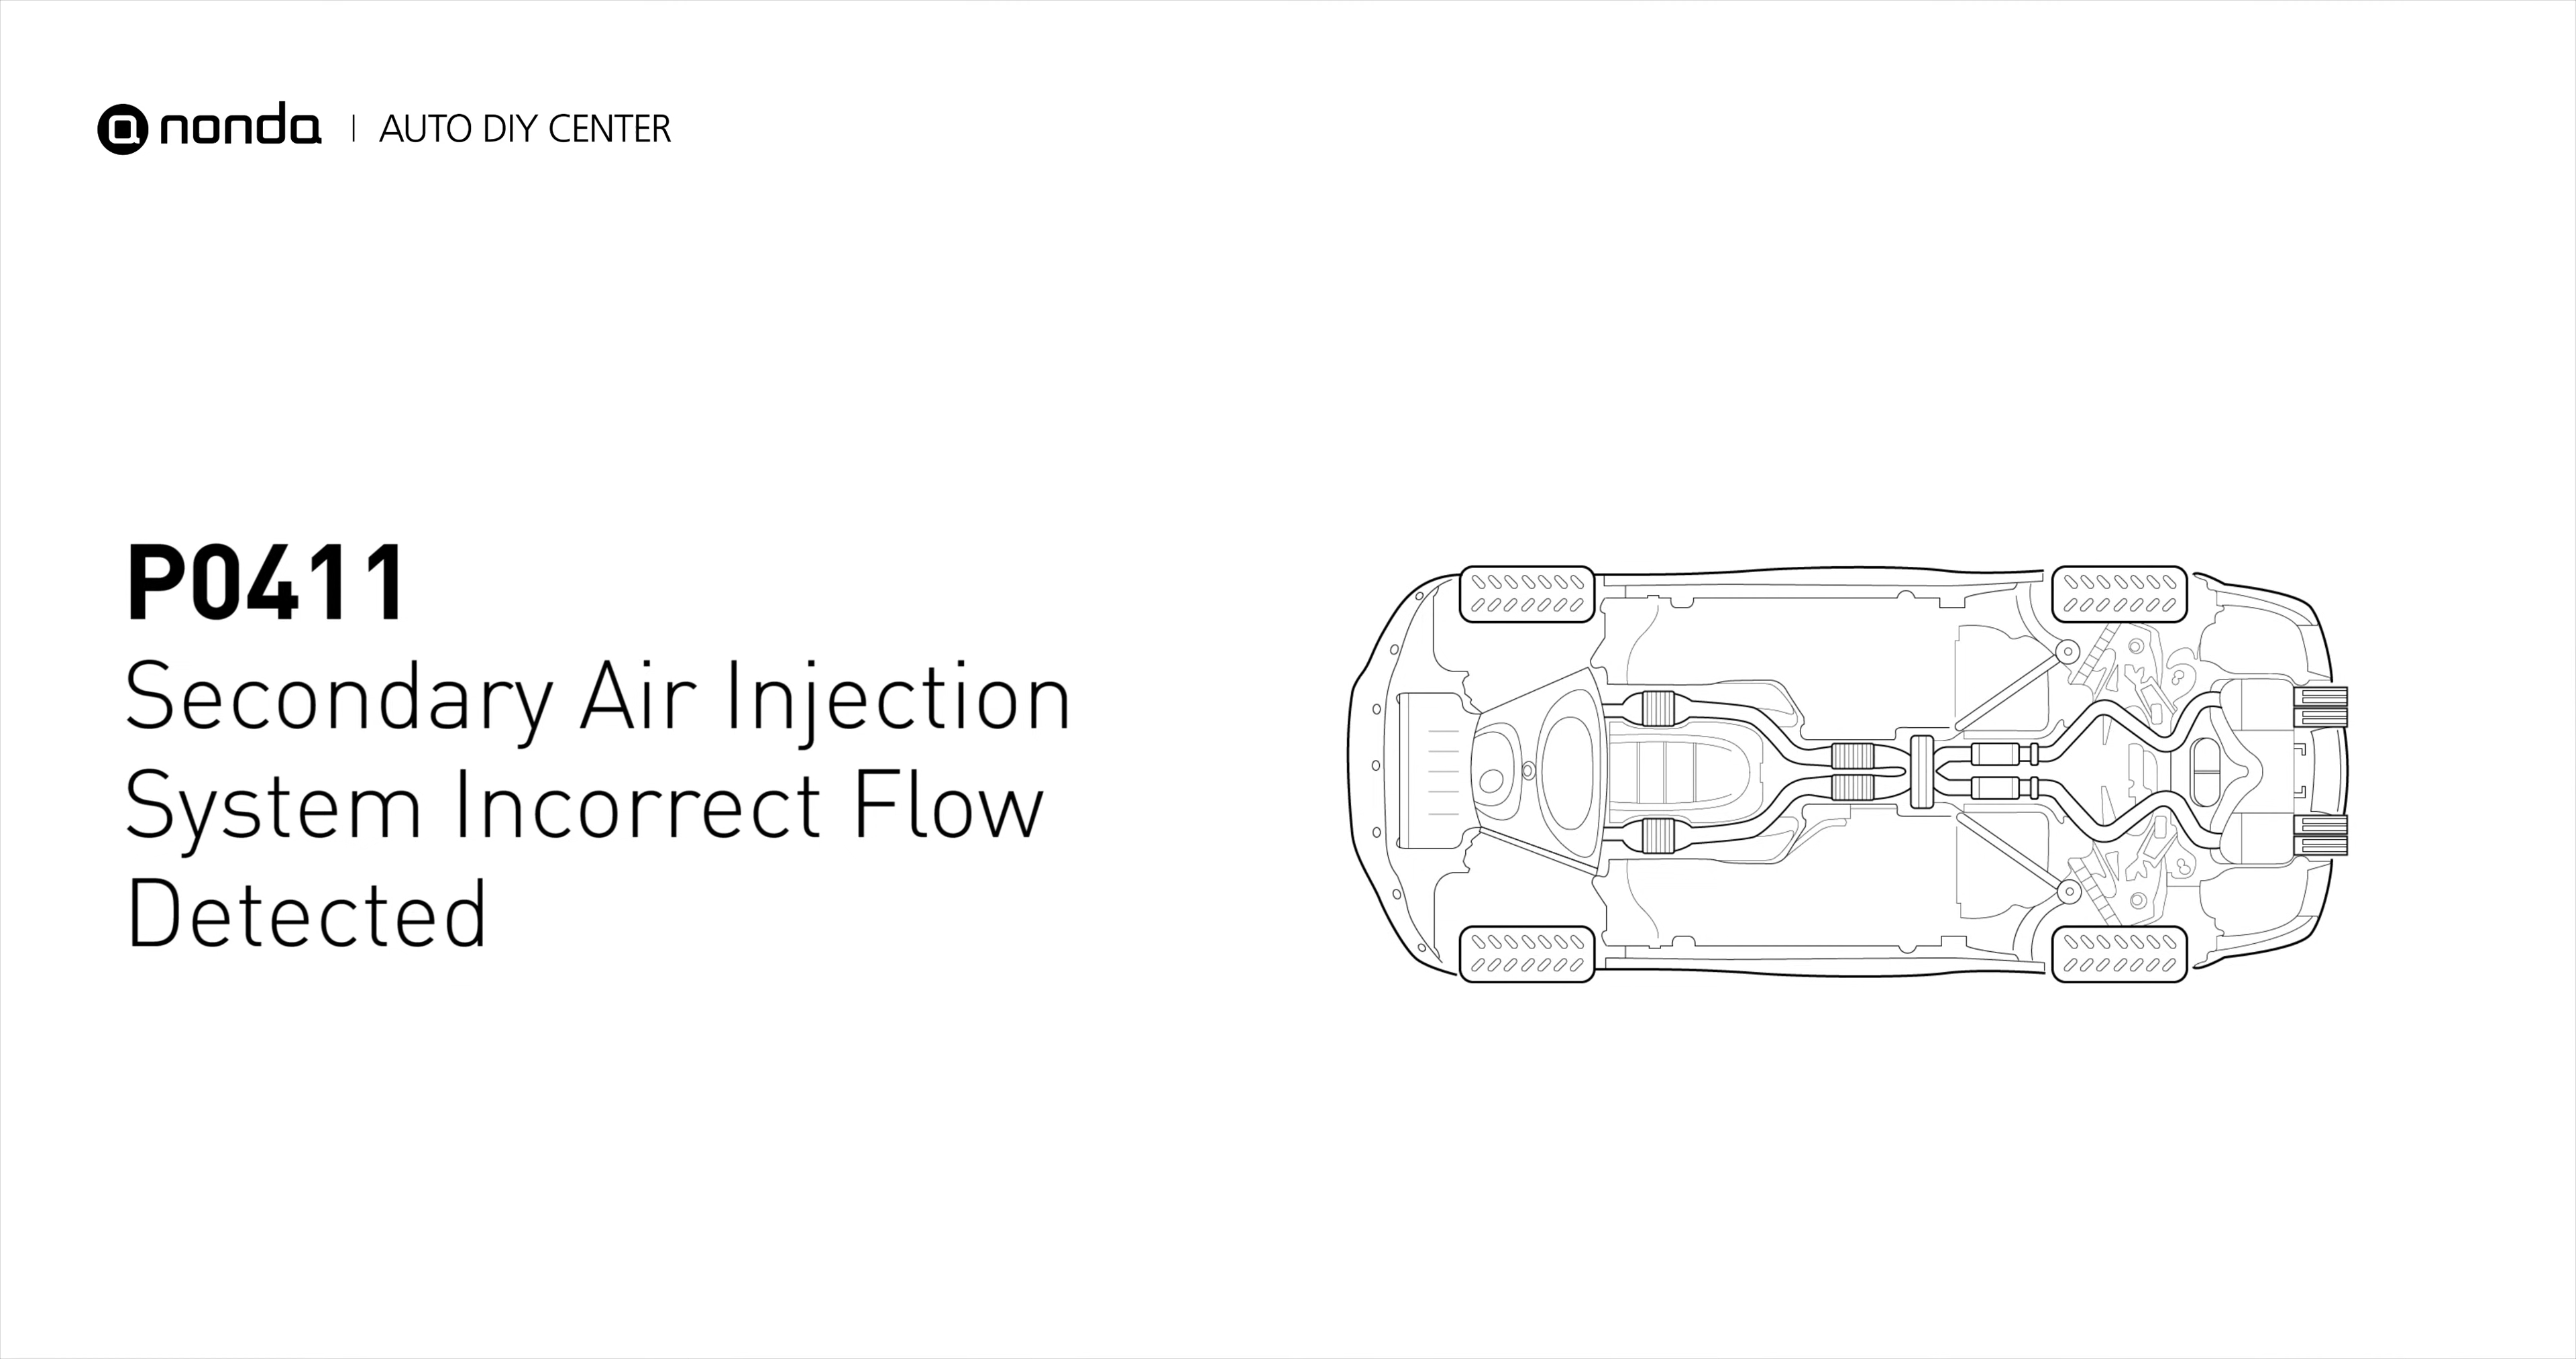 nonda | AUTO DIY CENTER
P0411
Secondary Air Injection
System Incorrect Flow
Detected